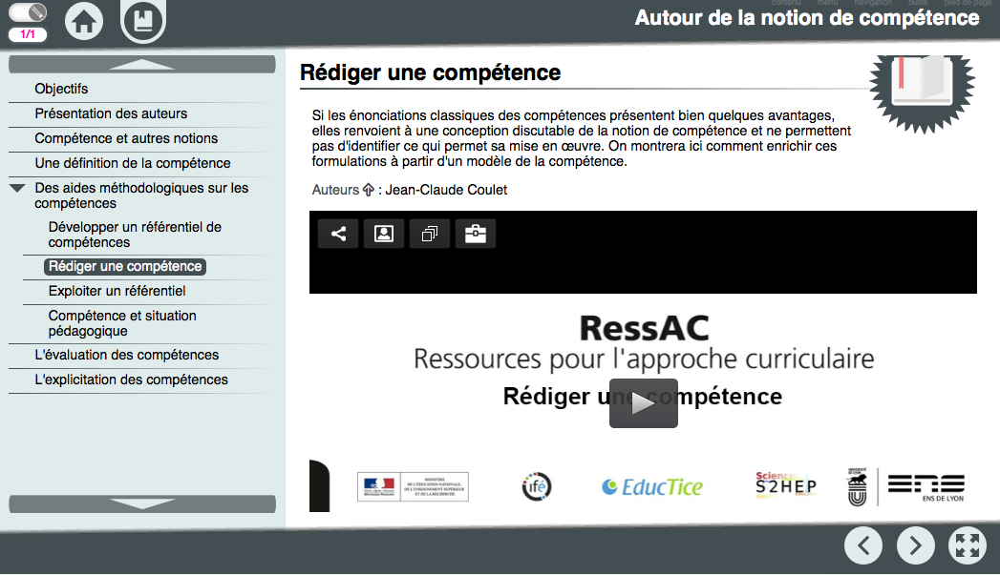 contenu menu navigation outils pied de page
Autour de la notion de compétence
1/1
Objectifs
Présentation des auteurs
Compétence et autres notions
Une définition de la compétence
Des aides méthodologiques sur les
compétences
Développer un référentiel de
compétences
Rédiger une compétence
Exploiter un référentiel
Compétence et situation
pédagogique
L'évaluation des compétences
L'explicitation des compétences
Rédiger une compétence
Si les énonciations classiques des compétences présentent bien quelques avantages,
elles renvoient à une conception discutable de la notion de compétence et ne permettent
pas d'identifier ce qui permet sa mise en œuvre. On montrera ici comment enrichir ces
formulations à partir d'un modèle de la compétence.
Auteurs : Jean-Claude Coulet
RessAC
Ressources pour l'approche curriculaire
Rédiger une compétence
MINISTÈRE
DE L'ÉDUCATION NATIONALE,
DE L'ENSEIGNEMENT SUPÉRIEUR
ET DE LA RECHERCHE
ifé
EducTice
Sciences
S2HEP
UNIVERSITÉ
DE LYON
ENS
ENS DE LYON